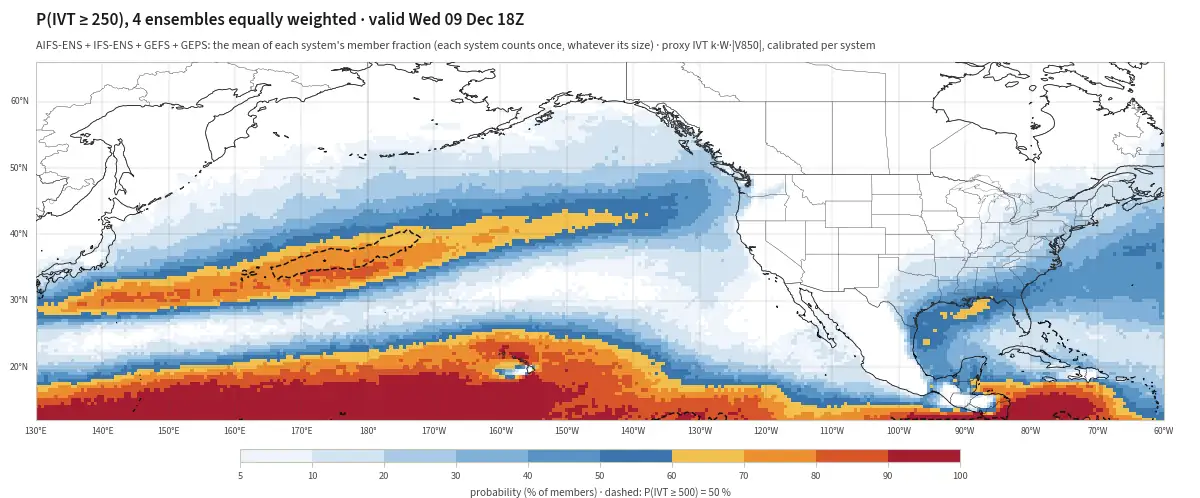 P(IVT ≥ 250), 4 ensembles equally weighted · valid Wed 09 Dec 18Z
AIFS-ENS + IFS-ENS + GEFS + GEPS: the mean of each system's member fraction (each system counts once, whatever its size) · proxy IVT k·W·|V850|, calibrated per system
60°N
50°N
40°N
30°N
20°N
130°E 140°E 150°E 160°E 170°E 180° 170°W 160°W 150°W 140°W 130°W 120°W 110°W 100°W 90°W 80°W 70°W 60°W
5 10 20 30 40 50 60 70 80 90 100
probability (% of members) · dashed: P(IVT ≥ 500) = 50 %